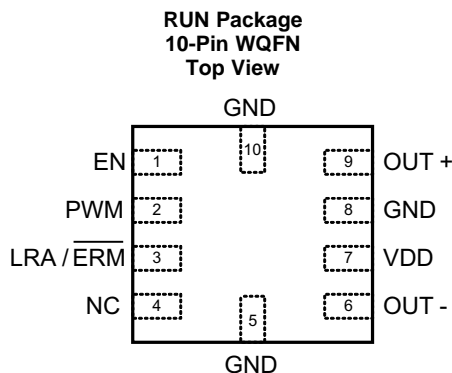 RUN Package
10-Pin WQFN
Top View
GND
10
EN 1
9 OUT +
PWM 2
8 GND
LRA / E̅R̅M̅ 3
7 VDD
NC 4
6 OUT -
5
GND